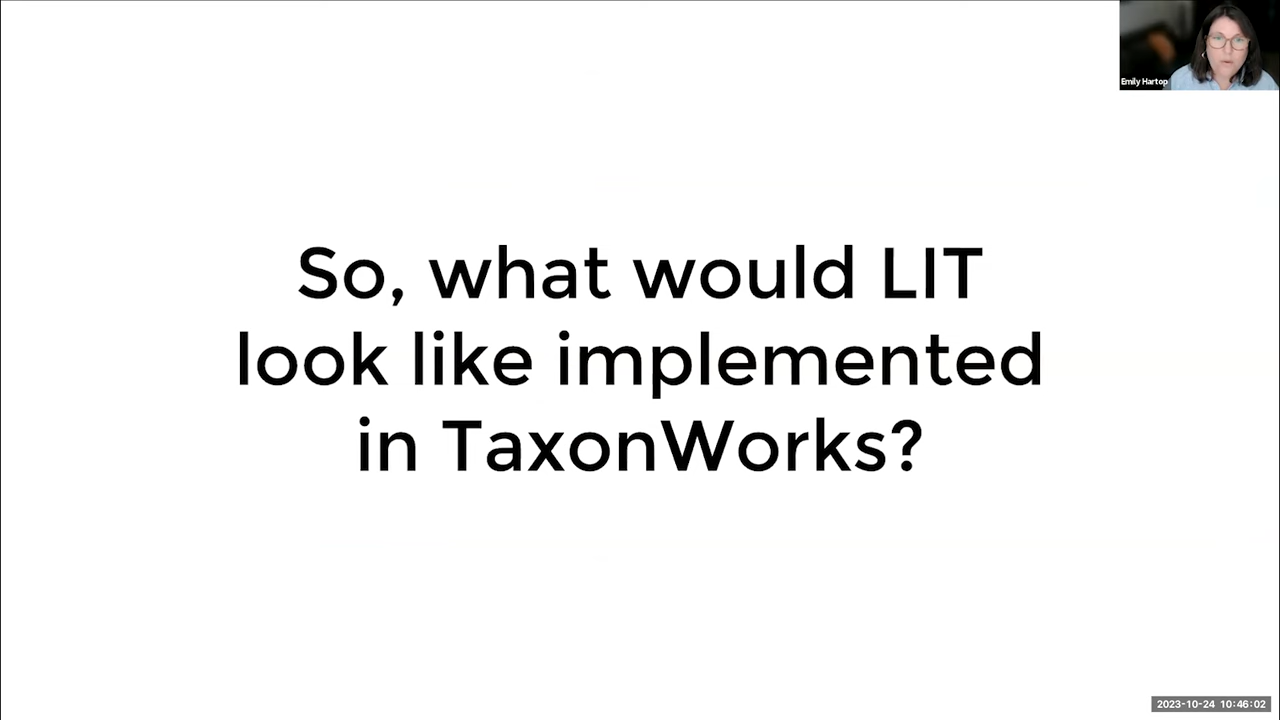 Emily Hartop
So, what would LIT
look like implemented
in TaxonWorks?
2023-10-24 10:46:02